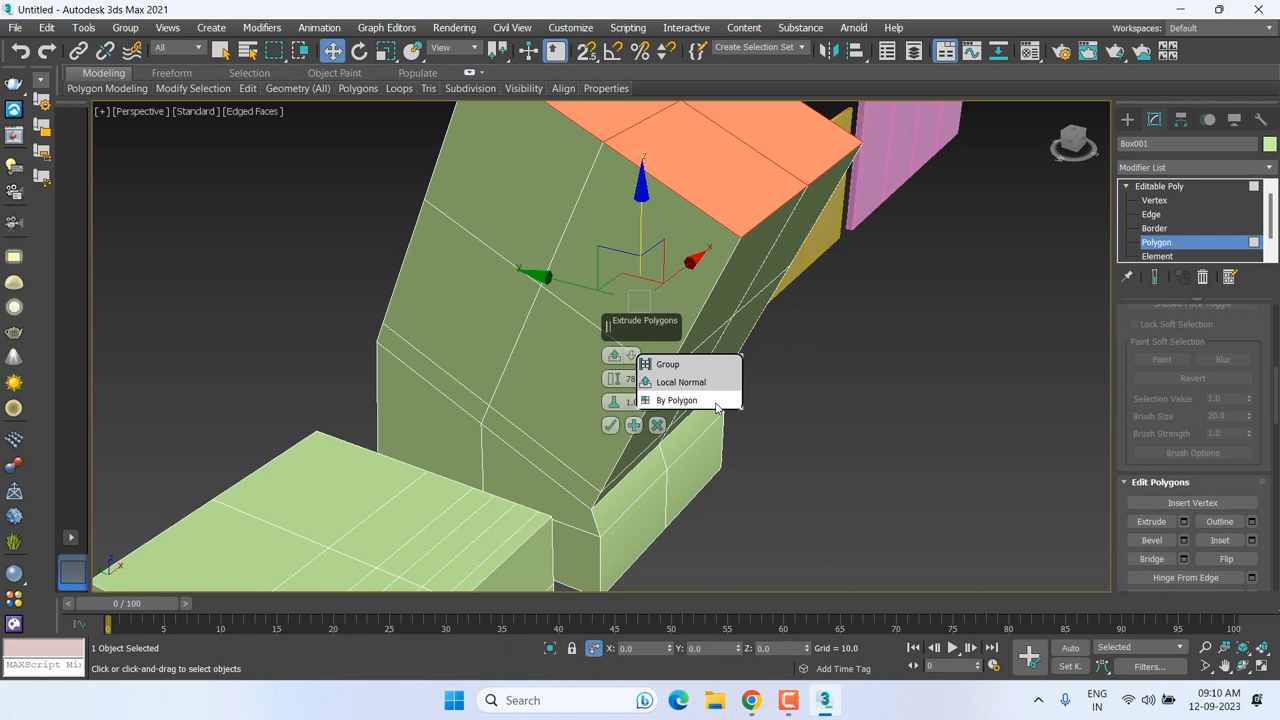 Untitled - Autodesk 3ds Max 2021
File Edit Tools Group Views Create Modifiers Animation Graph Editors Rendering Civil View Customize Scripting Interactive Content Substance Arnold Help Workspaces: Default
All View Create Selection Set
Modeling Freeform Selection Object Paint Populate
Polygon Modeling Modify Selection Edit Geometry (All) Polygons Loops Tris Subdivision Visibility Align Properties
[+] [Perspective] [Standard] [Edged Faces]
Box001
Modifier List
Editable Poly
Vertex
Edge
Border
Polygon
Element
Lock Soft Selection
Paint Soft Selection
Paint Blur
Revert
Selection Value 1.0
Brush Size 20.0
Brush Strength 1.0
Brush Options
Edit Polygons
Insert Vertex
Extrude Outline
Bevel Inset
Bridge Flip
Hinge From Edge
z
y
x
Extrude Polygons
Group
Local Normal
By Polygon
78
1.0
z
x
< 0 / 100 >
0 5 10 15 20 25 30 35 40 45 50 55 60 65 70 75 80 85 90 95 100
1 Object Selected X: 0.0 Y: 0.0 Z: 0.0 Grid = 10.0 Auto Selected
MAXScript Mi Click or click-and-drag to select objects Add Time Tag 0 Set K. Filters...
Search
ENG
IN
09:10 AM
12-09-2023